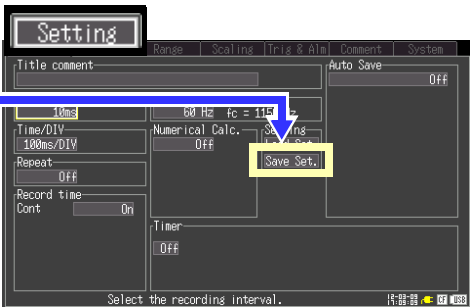 Setting
Range Scaling Trig & Alm Comment System
Title comment
Auto Save
Off
10ms
60 Hz fc =
Time/DIV
100ms/DIV
Numerical Calc.
Off
Save Set.
Repeat
Off
Record time
Cont On
Timer
Off
Select the recording interval.
CF USB